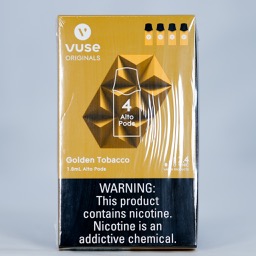 VUSE
ORIGINALS
4
Alto
Pods
Golden Tobacco
1.8mL Alto Pods
WARNING:
This product
contains nicotine.
Nicotine is an
addictive chemical.